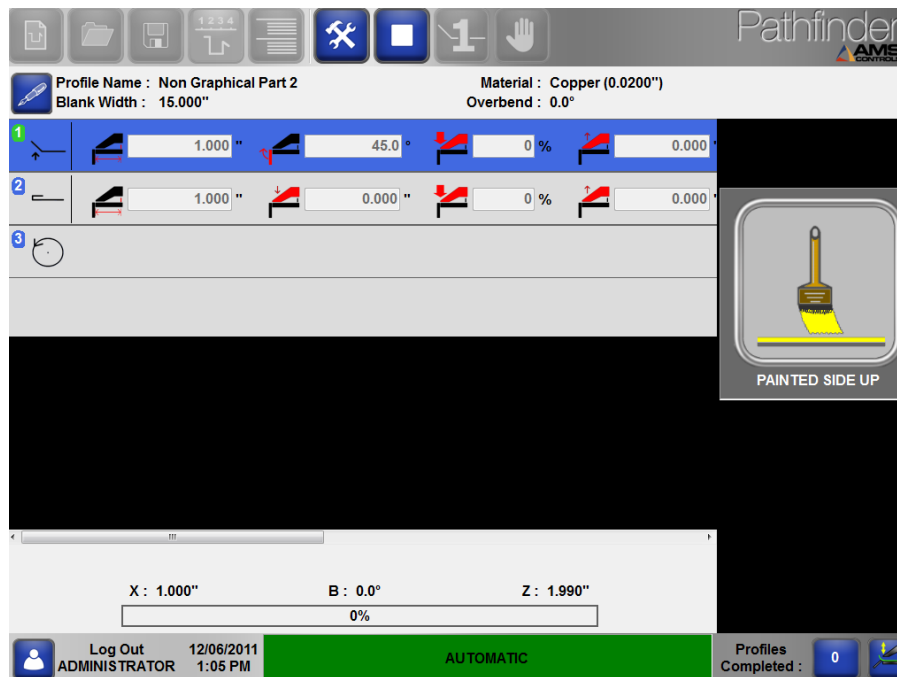 1 2 3 4
1
Pathfinder
AMS
CONTROLS
Profile Name : Non Graphical Part 2
Material : Copper (0.0200")
Blank Width : 15.000"
Overbend : 0.0°
1
1.000 "
45.0 °
0 %
0.000 "
2
1.000 "
0.000 "
0 %
0.000 "
3
PAINTED SIDE UP
X : 1.000"
B : 0.0°
Z : 1.990"
0%
Log Out
ADMINISTRATOR
12/06/2011
1:05 PM
AUTOMATIC
Profiles
Completed :
0